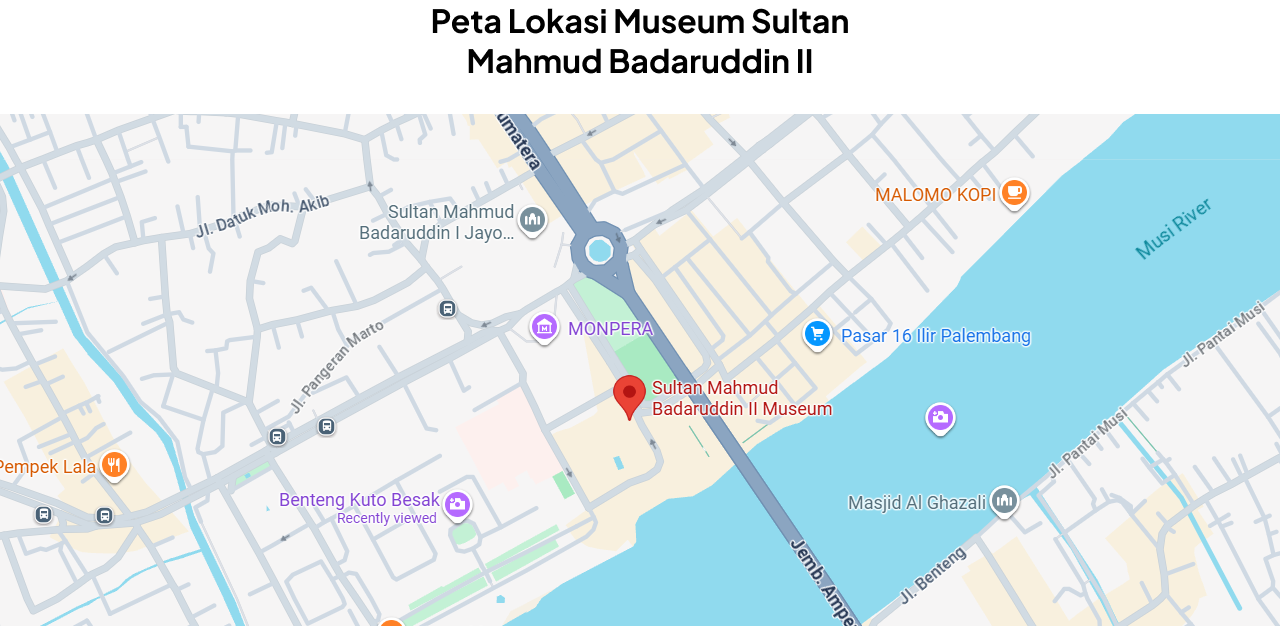 Peta Lokasi Museum Sultan
Mahmud Badaruddin II
umatera
MALOMO KOPI
Jl. Datuk Moh. Akib
Sultan Mahmud
Badaruddin I Jayo...
Musi River
MONPERA
Pasar 16 Ilir Palembang
Jl. Pantai Musi
Jl. Pangeran Marto
Sultan Mahmud
Badaruddin II Museum
Jl. Pantai Musi
Pempek Lala
Benteng Kuto Besak
Recently viewed
Masjid Al Ghazali
Jemb. Ampe
Jl. Benteng